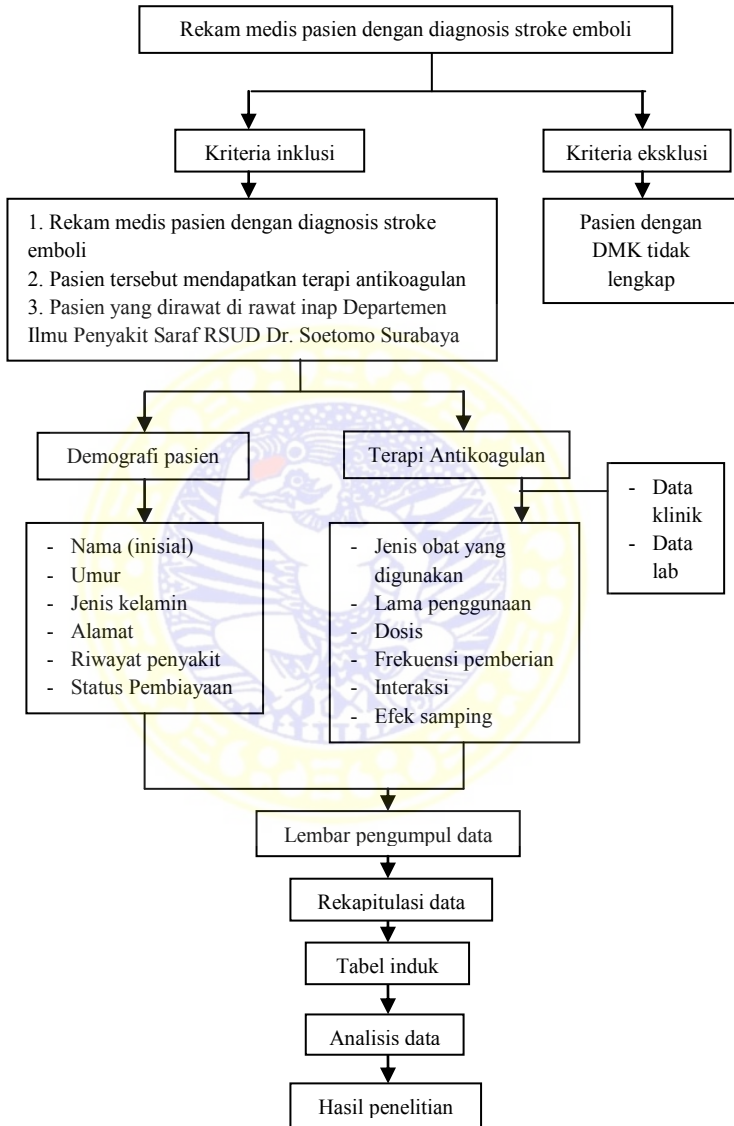 Rekam medis pasien dengan diagnosis stroke emboli
Kriteria inklusi
Kriteria eksklusi
1. Rekam medis pasien dengan diagnosis stroke
emboli
2. Pasien tersebut mendapatkan terapi antikoagulan
3. Pasien yang dirawat di rawat inap Departemen
Ilmu Penyakit Saraf RSUD Dr. Soetomo Surabaya
Pasien dengan
DMK tidak
lengkap
Demografi pasien
Terapi Antikoagulan
- Data
klinik
- Data
lab
- Nama (inisial)
- Umur
- Jenis kelamin
- Alamat
- Riwayat penyakit
- Status Pembiayaan
- Jenis obat yang
digunakan
- Lama penggunaan
- Dosis
- Frekuensi pemberian
- Interaksi
- Efek samping
Lembar pengumpul data
Rekapitulasi data
Tabel induk
Analisis data
Hasil penelitian